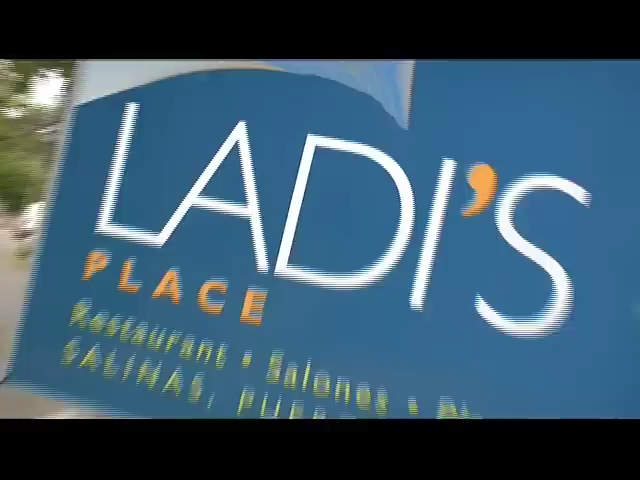 LADI'S
PLACE
Restaurant • Salones •
SALINAS,